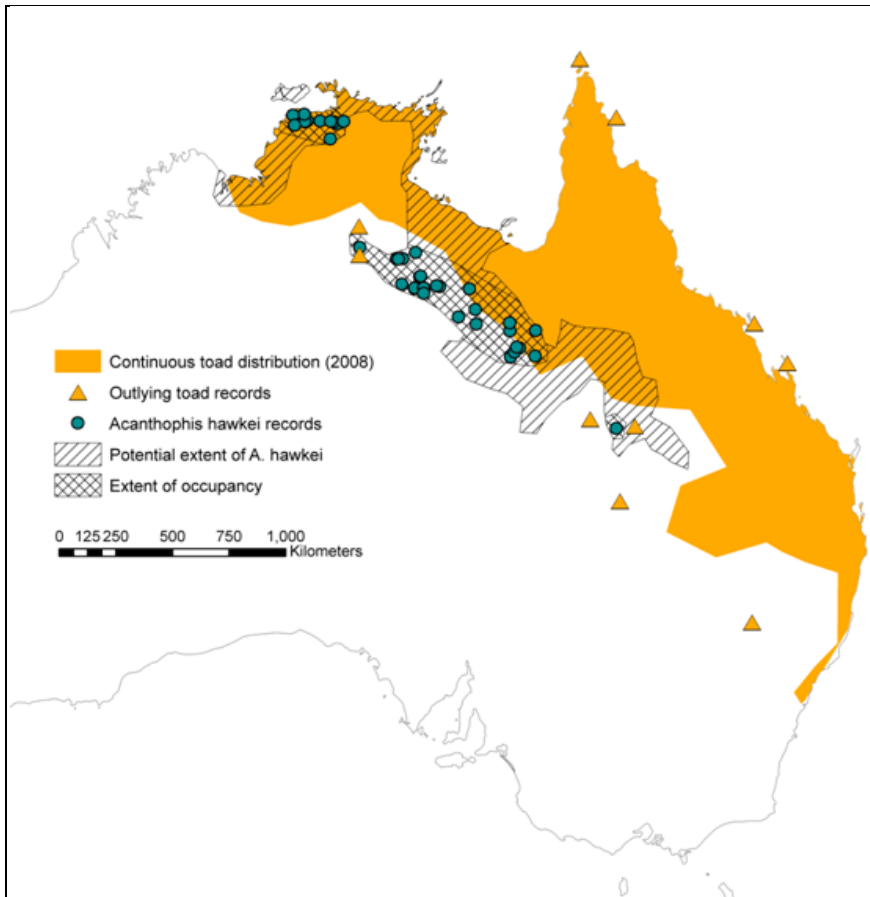 Continuous toad distribution (2008)
Outlying toad records
Acanthophis hawkei records
Potential extent of A. hawkei
Extent of occupancy
0 125 250 500 750 1,000
Kilometers